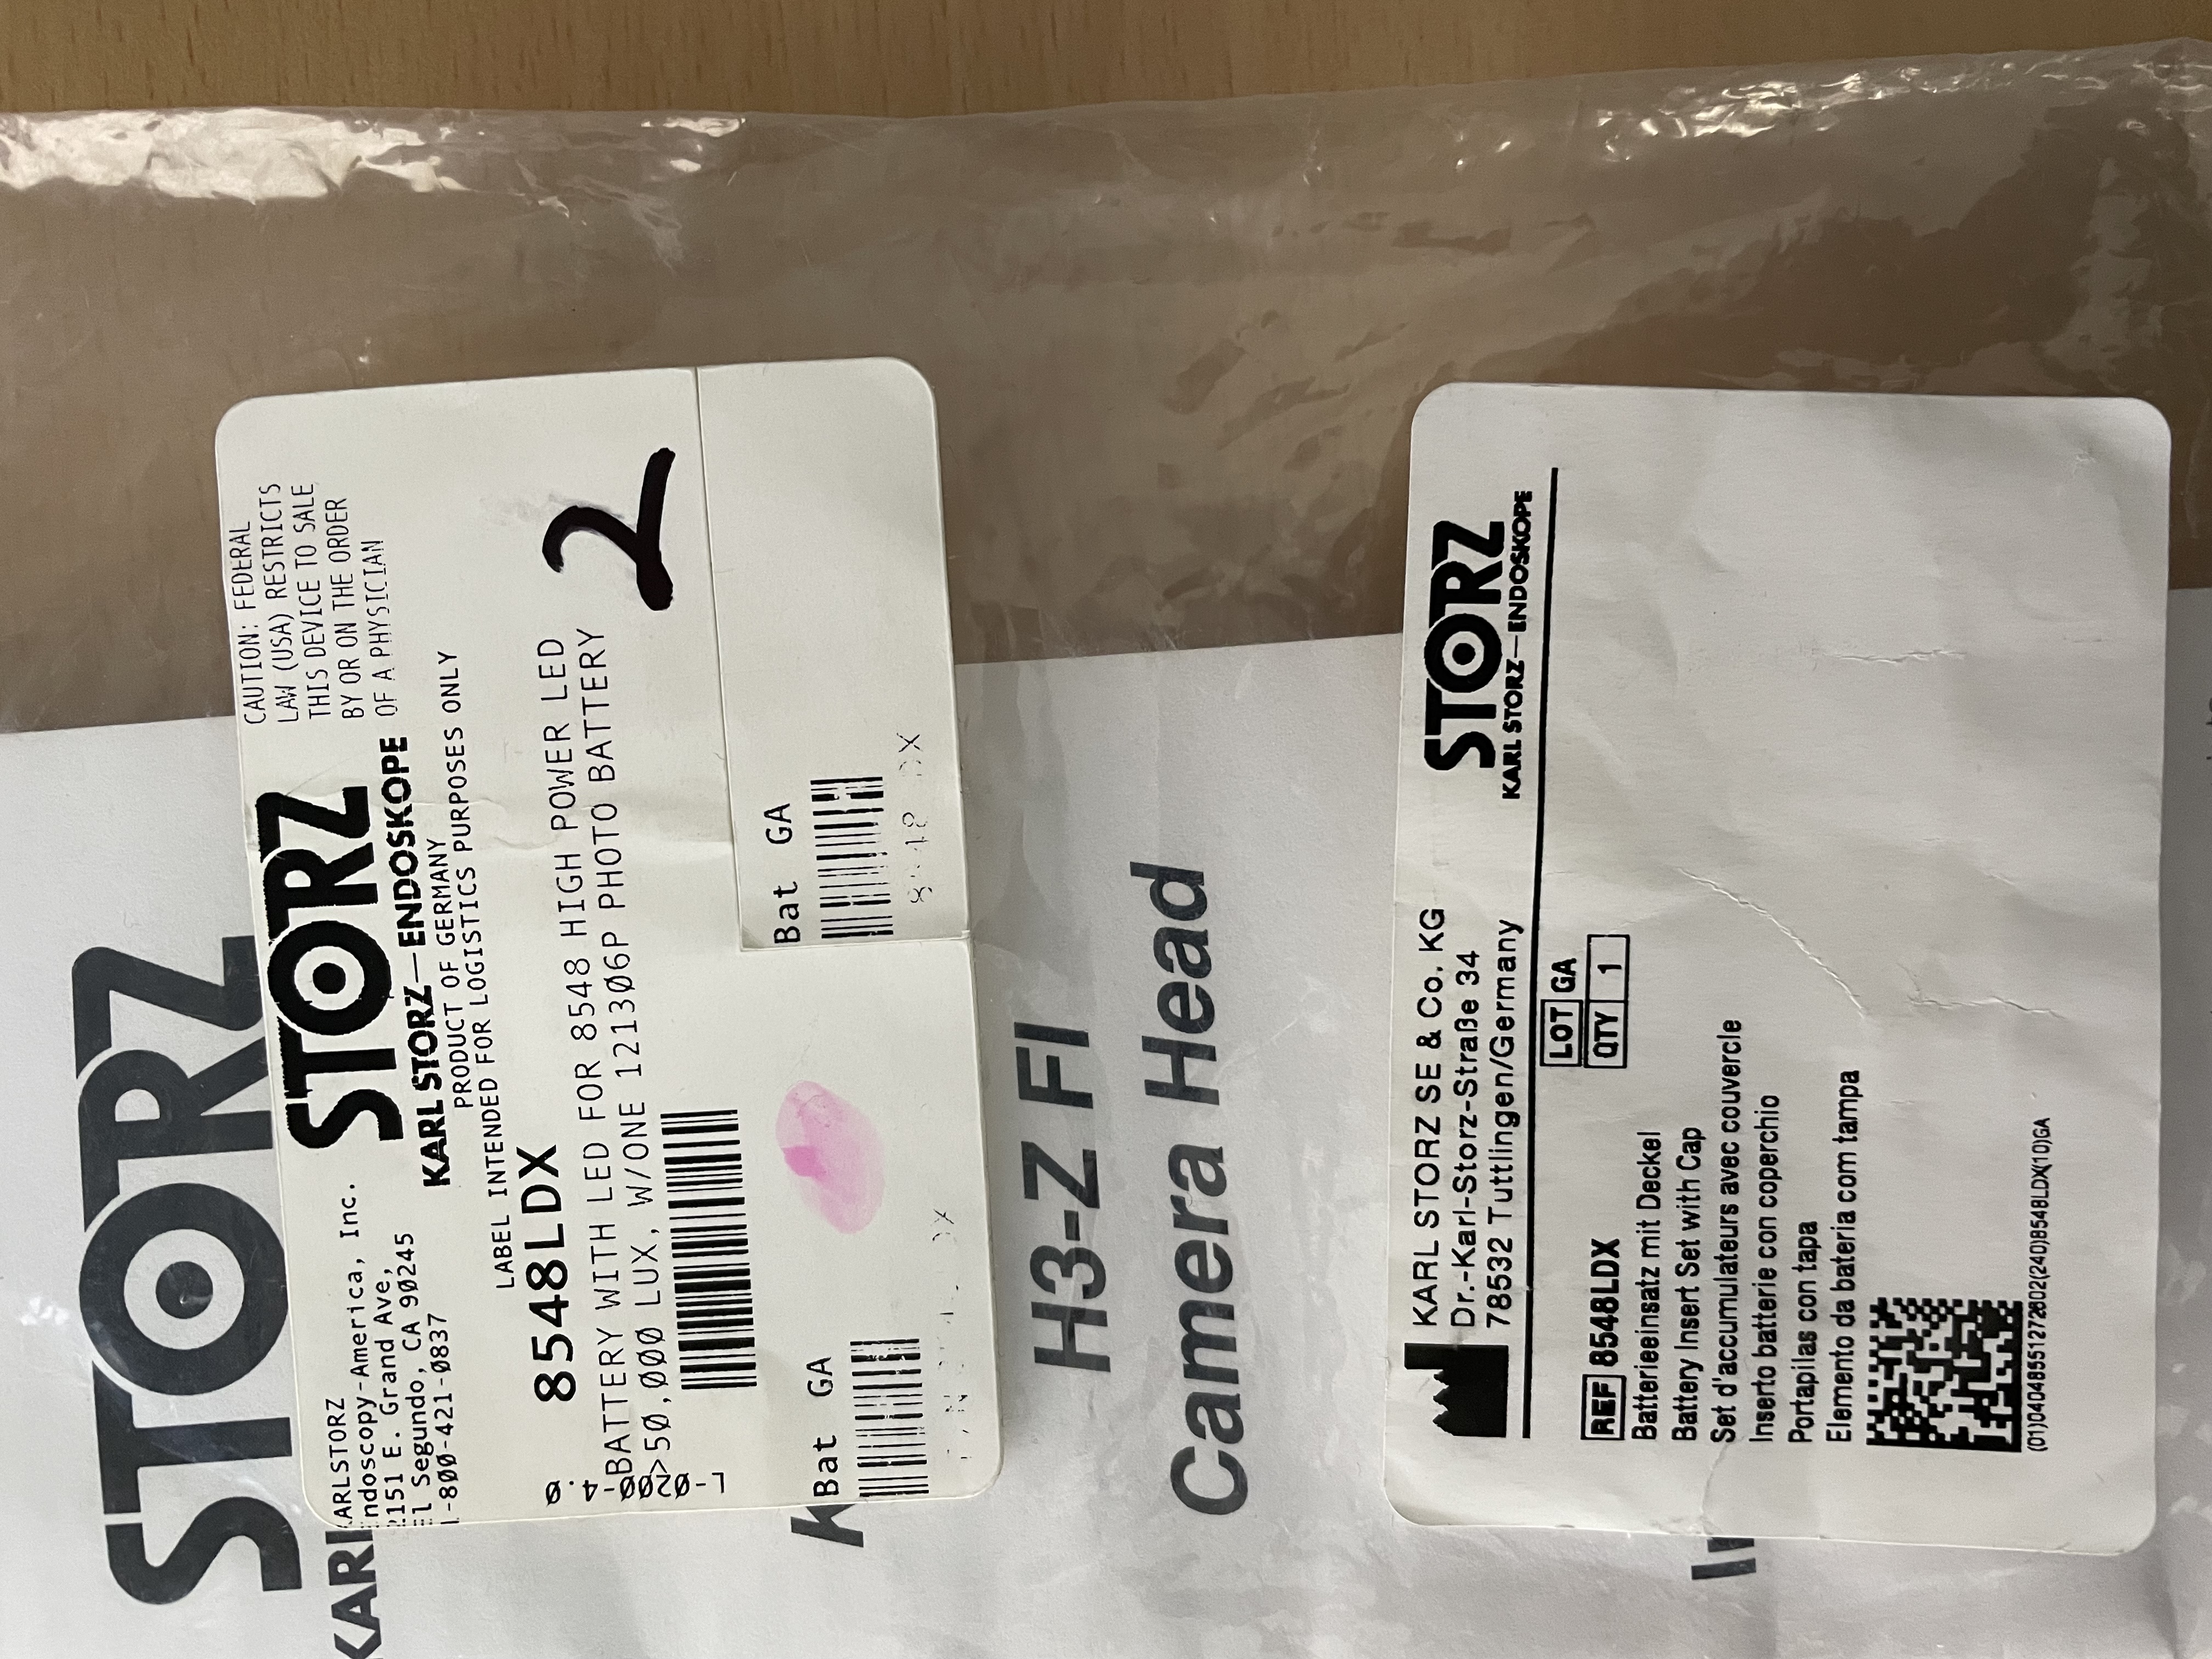 STORZ
KARL
H3-Z FI
Camera Head
KARLSTORZ
Endoscopy-America, Inc.
2151 E. Grand Ave,
El Segundo, CA 90245
1-800-421-0837
STORZ
KARL STORZ—ENDOSKOPE
CAUTION: FEDERAL
LAW (USA) RESTRICTS
THIS DEVICE TO SALE
BY OR ON THE ORDER
OF A PHYSICIAN
PRODUCT OF GERMANY
LABEL INTENDED FOR LOGISTICS PURPOSES ONLY
8548LDX
BATTERY WITH LED FOR 8548 HIGH POWER LED
>50,000 LUX, W/ONE 121306P PHOTO BATTERY
2
Bat GA
Bat GA
KARL STORZ SE & Co. KG
Dr.-Karl-Storz-Straße 34
78532 Tuttlingen/Germany
STORZ
KARL STORZ—ENDOSKOPE
LOT GA
QTY 1
REF 8548LDX
Batterieeinsatz mit Deckel
Battery Insert Set with Cap
Set d'accumulateurs avec couvercle
Inserto batterie con coperchio
Portapillas con tapa
Elemento da bateria com tampa